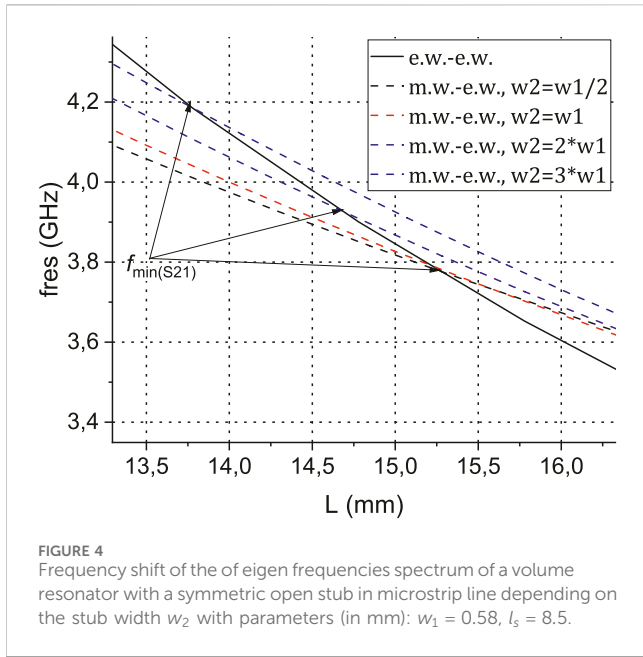 e.w.-e.w.
m.w.-e.w., w2=w1/2
m.w.-e.w., w2=w1
m.w.-e.w., w2=2*w1
m.w.-e.w., w2=3*w1
4,2
4,0
3,8
3,6
3,4
fres (GHz)
fmin(S21)
13,5 14,0 14,5 15,0 15,5 16,0
L (mm)
FIGURE 4
Frequency shift of the of eigen frequencies spectrum of a volume
resonator with a symmetric open stub in microstrip line depending on
the stub width w2 with parameters (in mm): w1 = 0.58, ls = 8.5.